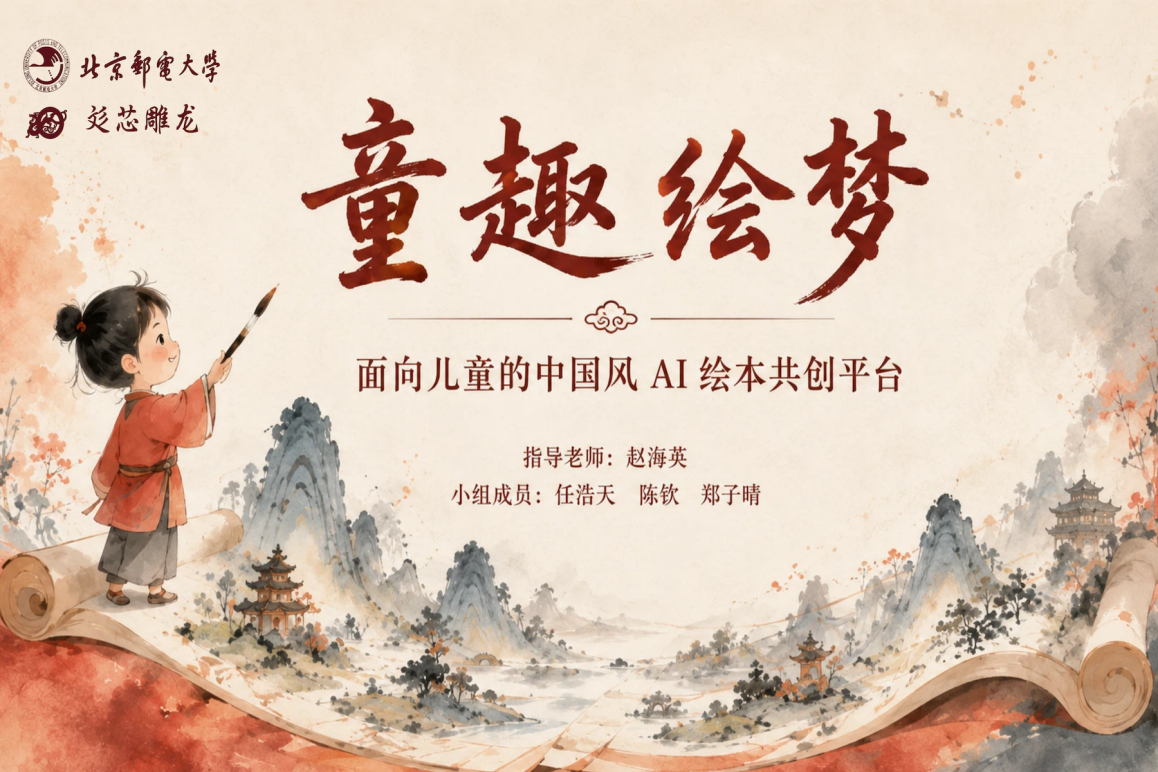 北京郵電大學
文芯雕龙
童趣绘梦
面向儿童的中国风 AI 绘本共创平台
指导老师：赵海英
小组成员：任浩天 陈钦 郑子晴